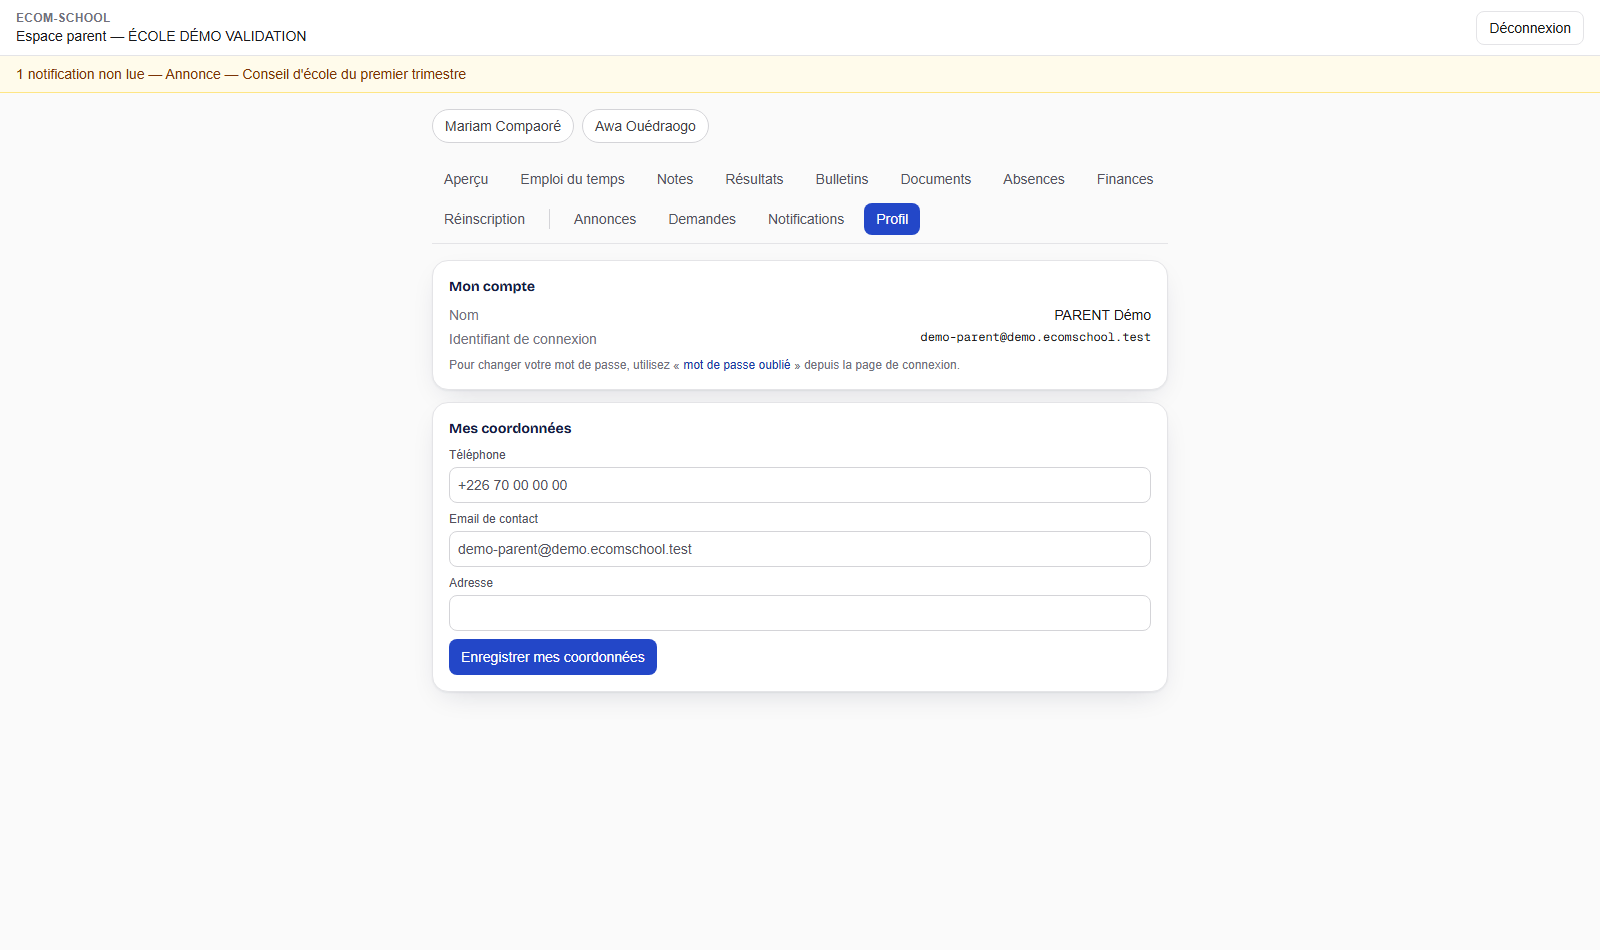 ECOM-SCHOOL
Espace parent — ÉCOLE DÉMO VALIDATION
Déconnexion
1 notification non lue — Annonce — Conseil d'école du premier trimestre
Mariam Compaoré
Awa Ouédraogo
Aperçu Emploi du temps Notes Résultats Bulletins Documents Absences Finances
Réinscription Annonces Demandes Notifications Profil
Mon compte
Nom PARENT Démo
Identifiant de connexion demo-parent@demo.ecomschool.test
Pour changer votre mot de passe, utilisez « mot de passe oublié » depuis la page de connexion.
Mes coordonnées
Téléphone
+226 70 00 00 00
Email de contact
demo-parent@demo.ecomschool.test
Adresse
Enregistrer mes coordonnées